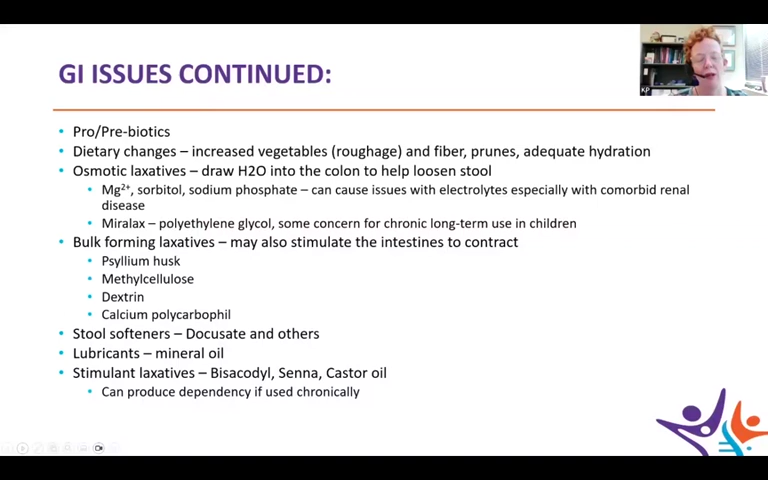 GI ISSUES CONTINUED:
• Pro/Pre-biotics
• Dietary changes – increased vegetables (roughage) and fiber, prunes, adequate hydration
• Osmotic laxatives – draw H2O into the colon to help loosen stool
• Mg²⁺, sorbitol, sodium phosphate – can cause issues with electrolytes especially with comorbid renal
disease
• Miralax – polyethylene glycol, some concern for chronic long-term use in children
• Bulk forming laxatives – may also stimulate the intestines to contract
• Psyllium husk
• Methylcellulose
• Dextrin
• Calcium polycarbophil
• Stool softeners – Docusate and others
• Lubricants – mineral oil
• Stimulant laxatives – Bisacodyl, Senna, Castor oil
• Can produce dependency if used chronically
KP